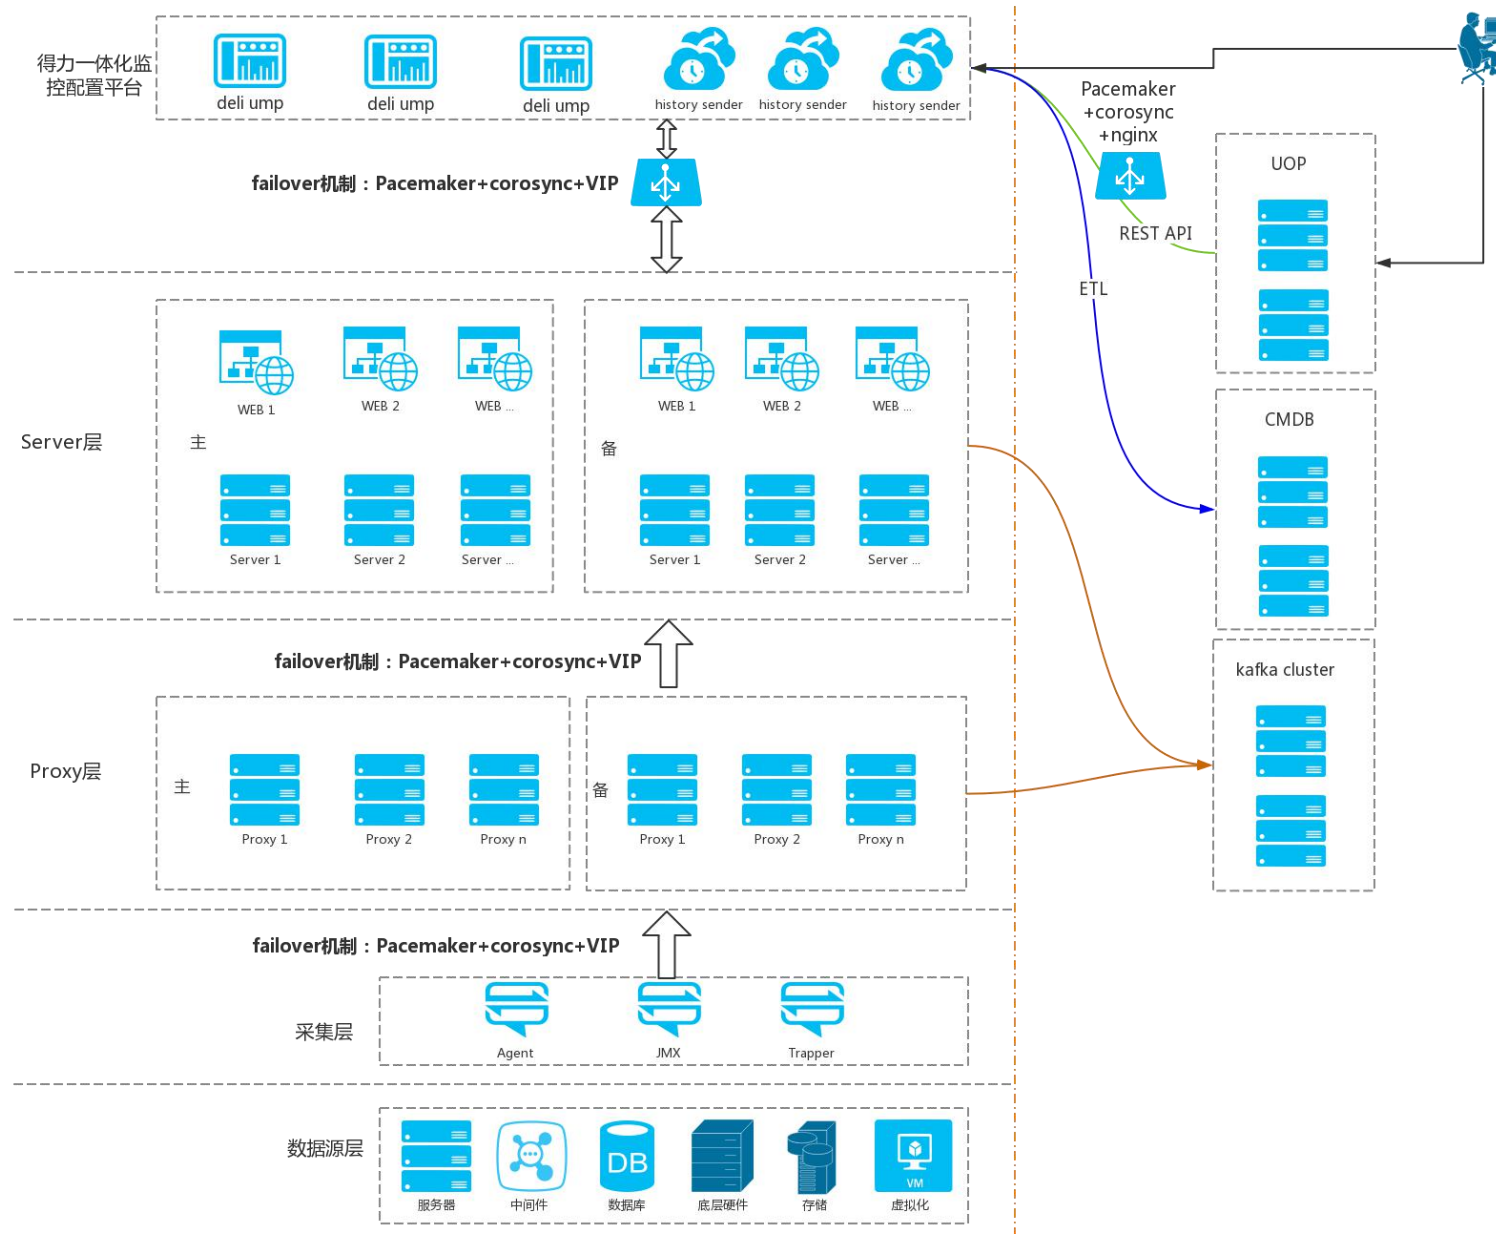 得力一体化监
控配置平台
deli ump
deli ump
deli ump
history sender
history sender
history sender
failover机制：Pacemaker+corosync+VIP
Pacemaker
+corosync
+nginx
REST API
ETL
UOP
Server层
主
WEB 1
WEB 2
WEB ...
Server 1
Server 2
Server ...
备
WEB 1
WEB 2
WEB ...
Server 1
Server 2
Server ...
CMDB
failover机制：Pacemaker+corosync+VIP
kafka cluster
Proxy层
主
Proxy 1
Proxy 2
Proxy n
备
Proxy 1
Proxy 2
Proxy n
failover机制：Pacemaker+corosync+VIP
采集层
Agent
JMX
Trapper
数据源层
DB
VM
服务器
中间件
数据库
底层硬件
存储
虚拟化